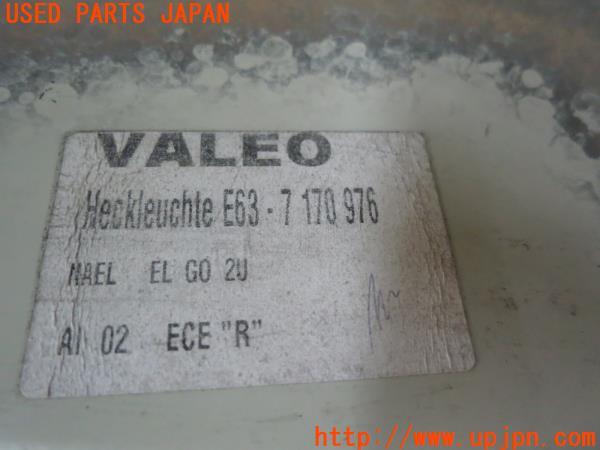 USED PARTS JAPAN
VALEO
Heckleuchte E63 - 7 170 976
NAEL EL GO 2U
AI 02 ECE "R"
http://www.upjpn.com/